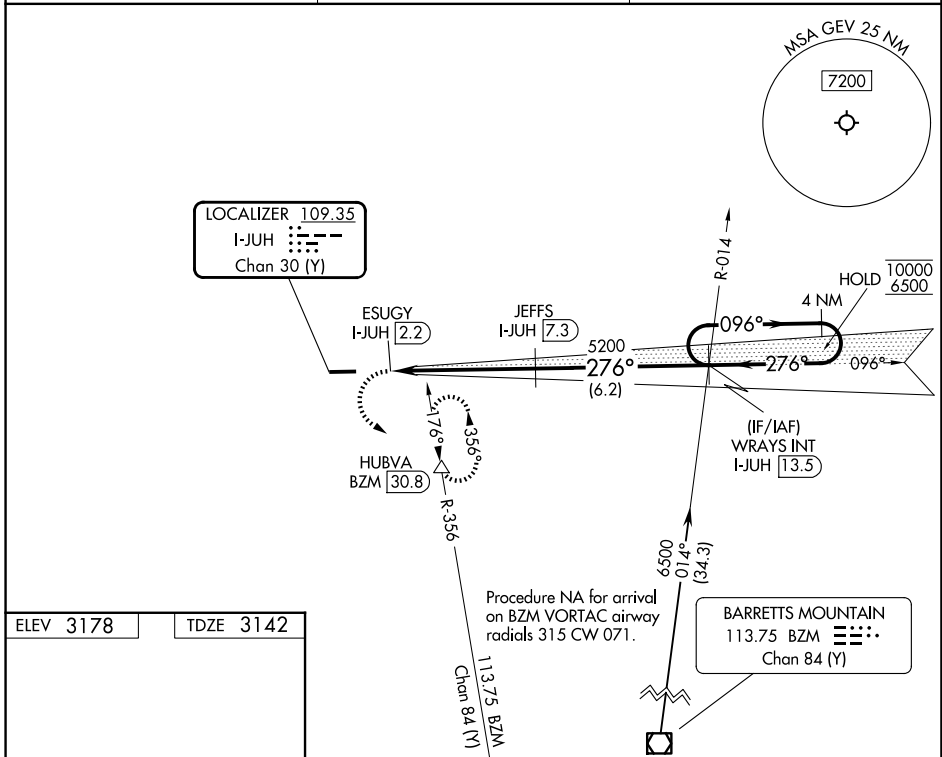 MSA GEV 25 NM
7200
LOCALIZER 109.35
I-JUH
Chan 30 (Y)
R-014
HOLD
10000
6500
4 NM
096°
ESUGY
I-JUH 2.2
JEFFS
I-JUH 7.3
5200
276°
(6.2)
276°
096°
(IF/IAF)
WRAYS INT
I-JUH 13.5
176°
356°
HUBVA
BZM 30.8
R-356
6500
014°
(34.3)
Procedure NA for arrival
on BZM VORTAC airway
radials 315 CW 071.
BARRETTS MOUNTAIN
113.75 BZM
Chan 84 (Y)
ELEV 3178
TDZE 3142
113.75 BZM
Chan 84 (Y)